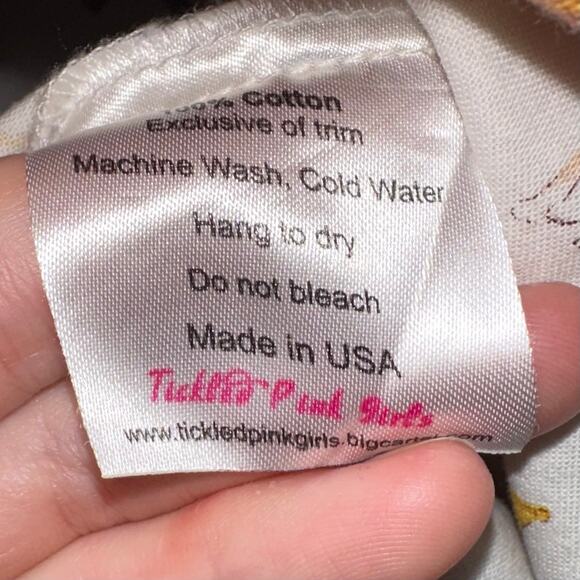 100% Cotton
Exclusive of trim
Machine Wash, Cold Water
Hang to dry
Do not bleach
Made in USA
Tickled Pink Girls
www.tickledpinkgirls.bigcartel.com